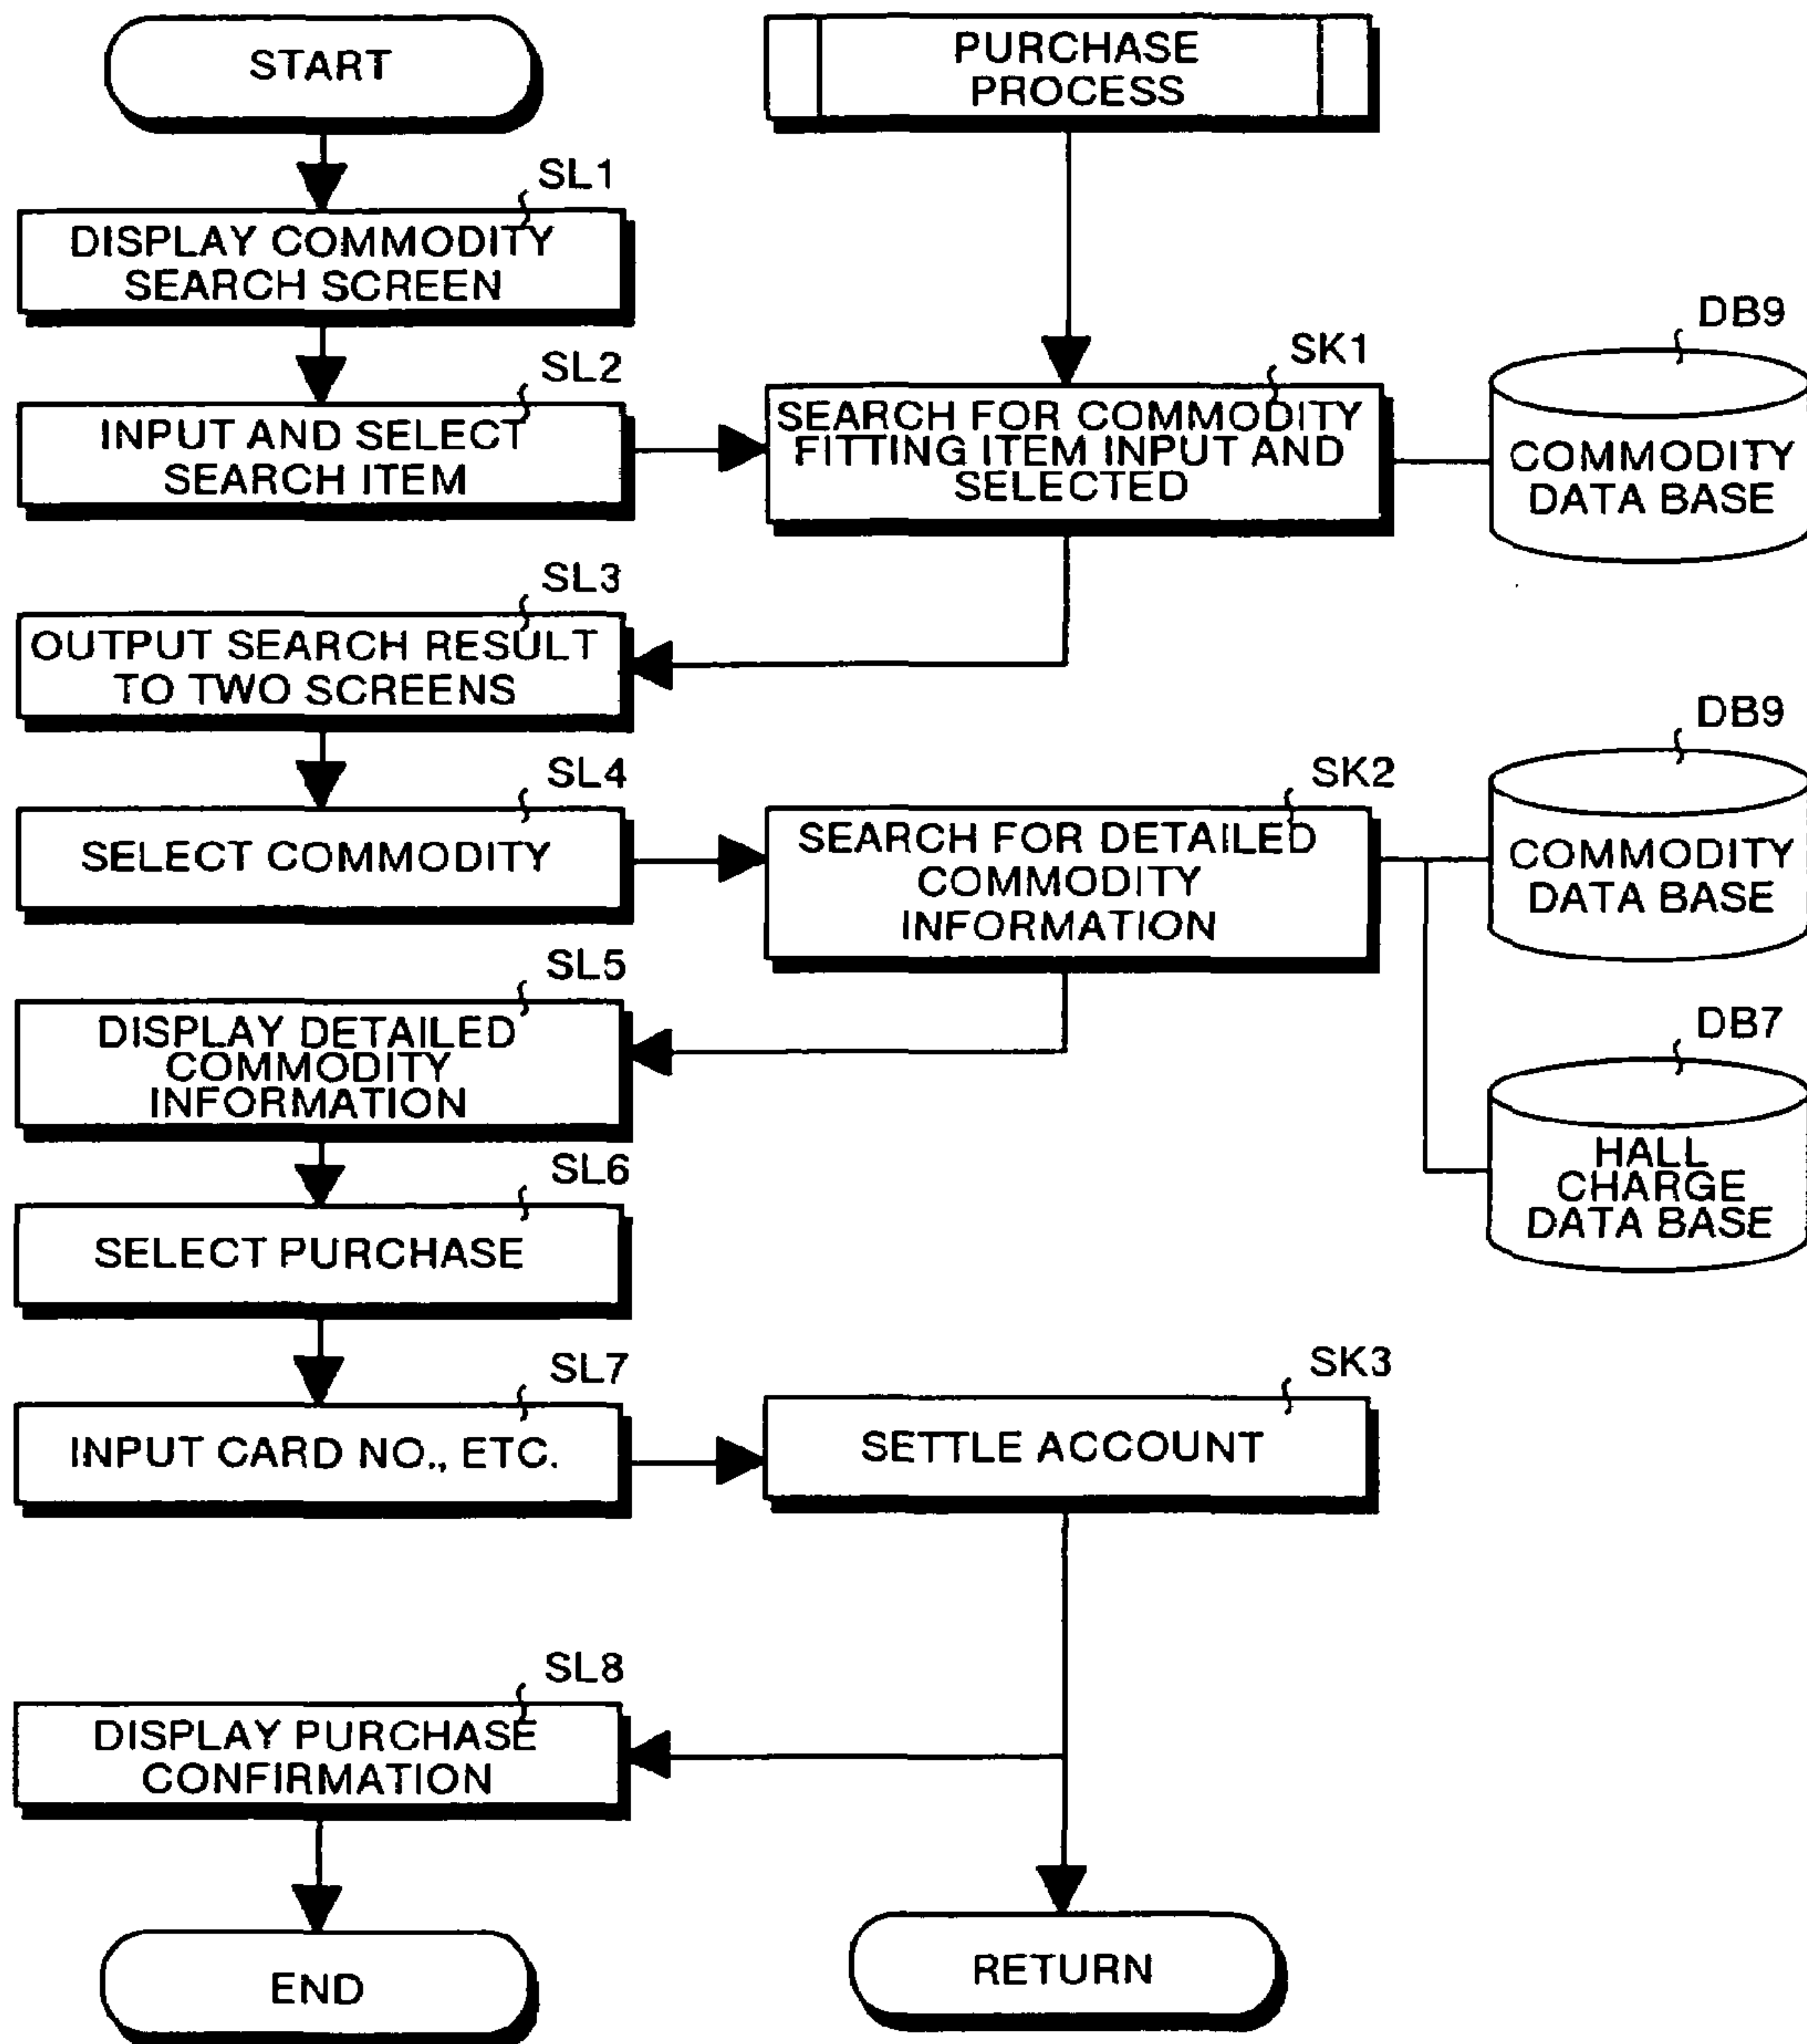 START
PURCHASE
PROCESS
SL1
DISPLAY COMMODITY
SEARCH SCREEN
SL2
INPUT AND SELECT
SEARCH ITEM
SK1
SEARCH FOR COMMODITY
FITTING ITEM INPUT AND
SELECTED
DB9
COMMODITY
DATA BASE
SL3
OUTPUT SEARCH RESULT
TO TWO SCREENS
SL4
SELECT COMMODITY
SK2
SEARCH FOR DETAILED
COMMODITY
INFORMATION
DB9
COMMODITY
DATA BASE
SL5
DISPLAY DETAILED
COMMODITY
INFORMATION
DB7
HALL
CHARGE
DATA BASE
SL6
SELECT PURCHASE
SL7
INPUT CARD NO., ETC.
SK3
SETTLE ACCOUNT
SL8
DISPLAY PURCHASE
CONFIRMATION
END
RETURN